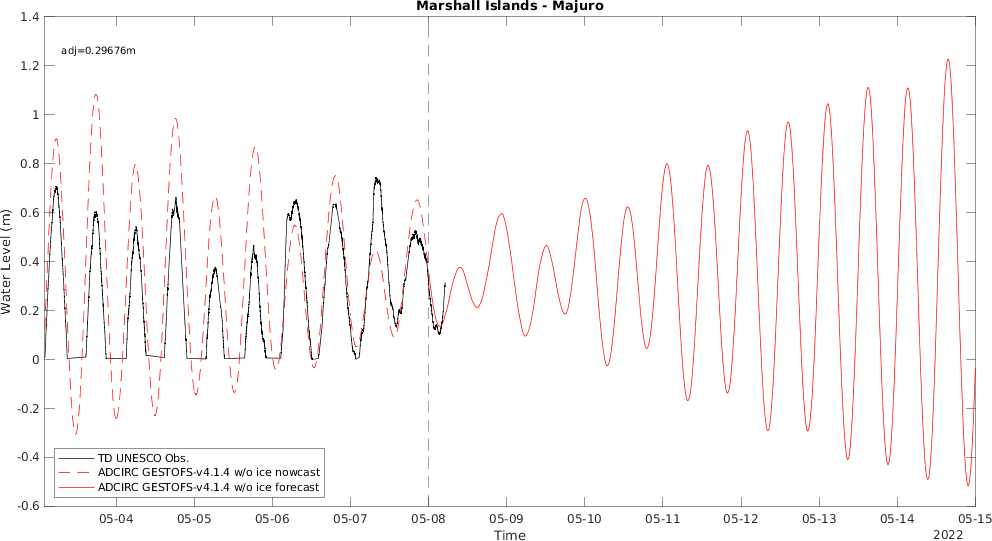 Marshall Islands - Majuro
adj=0.29676m
Water Level (m)
1.4
1.2
1
0.8
0.6
0.4
0.2
0
-0.2
-0.4
-0.6
TD UNESCO Obs.
ADCIRC GESTOFS-v4.1.4 w/o ice nowcast
ADCIRC GESTOFS-v4.1.4 w/o ice forecast
05-04 05-05 05-06 05-07 05-08 05-09 05-10 05-11 05-12 05-13 05-14 05-15
Time
2022